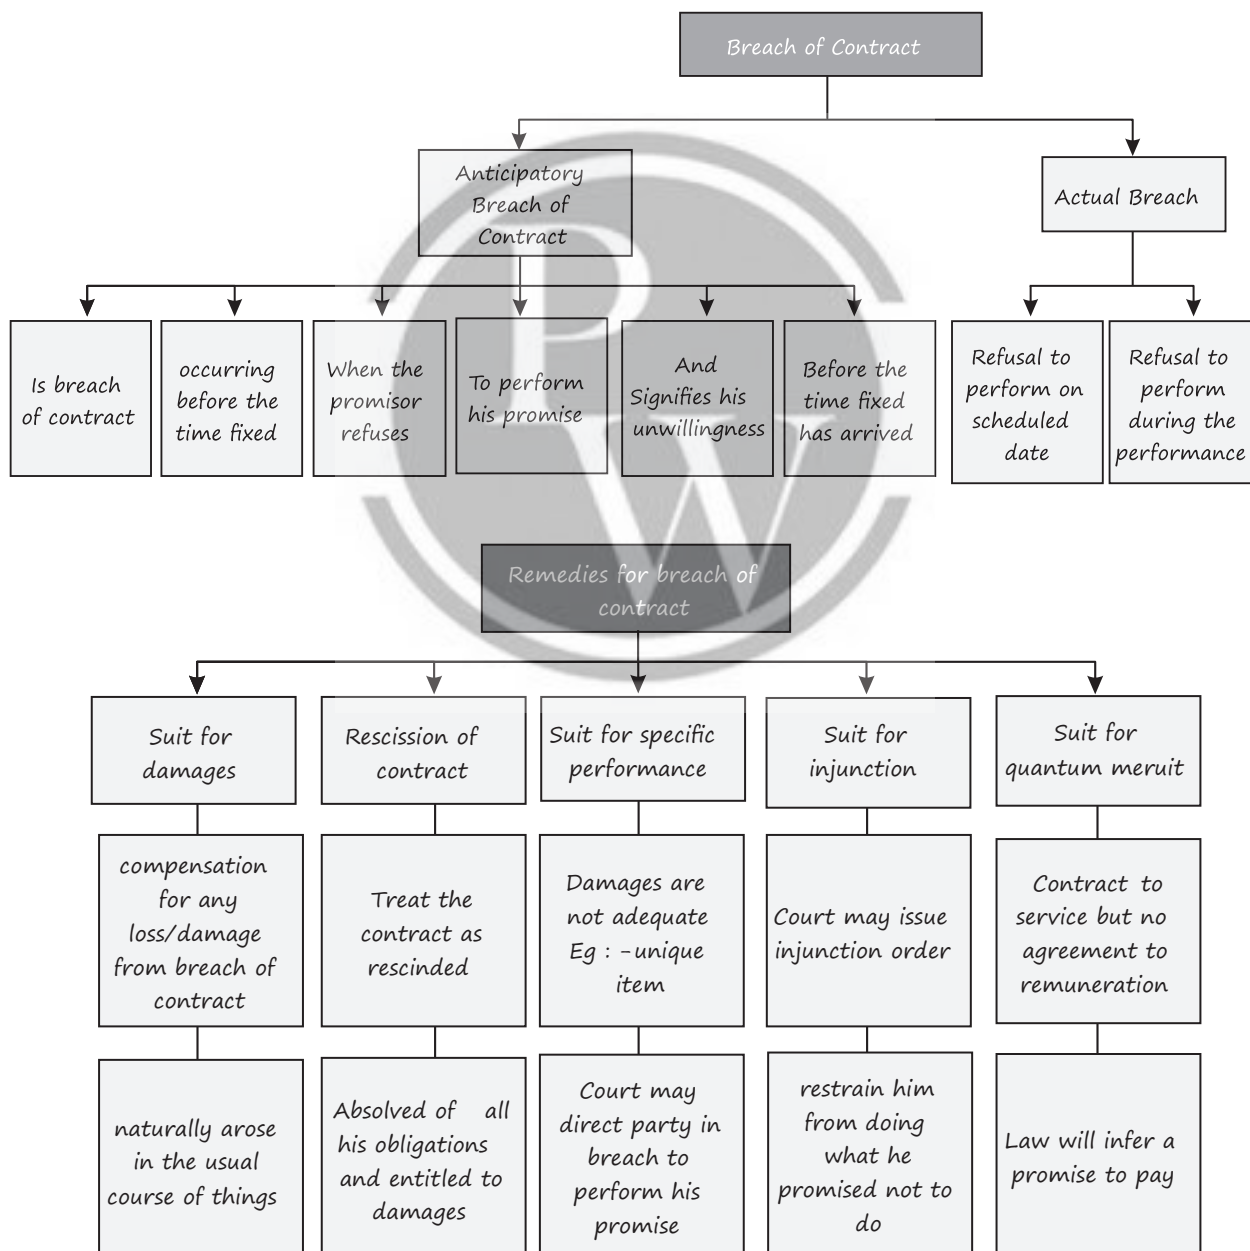 Breach of Contract
Anticipatory
Breach of
Contract
Actual Breach
Is breach
of contract
occurring
before the
time fixed
When the
promisor
refuses
To perform
his promise
And
Signifies his
unwillingness
Before the
time fixed
has arrived
Refusal to
perform on
scheduled
date
Refusal to
perform
during the
performance
PW
Remedies for breach of
contract
Suit for
damages
Rescission of
contract
Suit for specific
performance
Suit for
injunction
Suit for
quantum meruit
compensation
for any
loss/damage
from breach of
contract
Treat the
contract as
rescinded
Damages are
not adequate
Eg : -unique
item
Court may issue
injunction order
Contract to
service but no
agreement to
remuneration
naturally arose
in the usual
course of things
Absolved of all
his obligations
and entitled to
damages
Court may
direct party in
breach to
perform his
promise
restrain him
from doing
what he
promised not to
do
Law will infer a
promise to pay